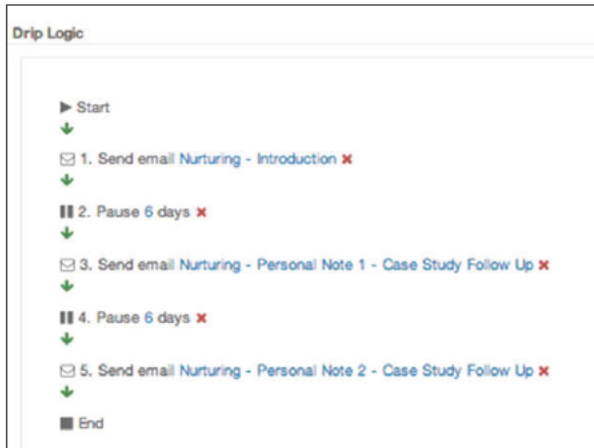 Drip Logic
Start
1. Send email Nurturing - Introduction
2. Pause 6 days
3. Send email Nurturing - Personal Note 1 - Case Study Follow Up
4. Pause 6 days
5. Send email Nurturing - Personal Note 2 - Case Study Follow Up
End